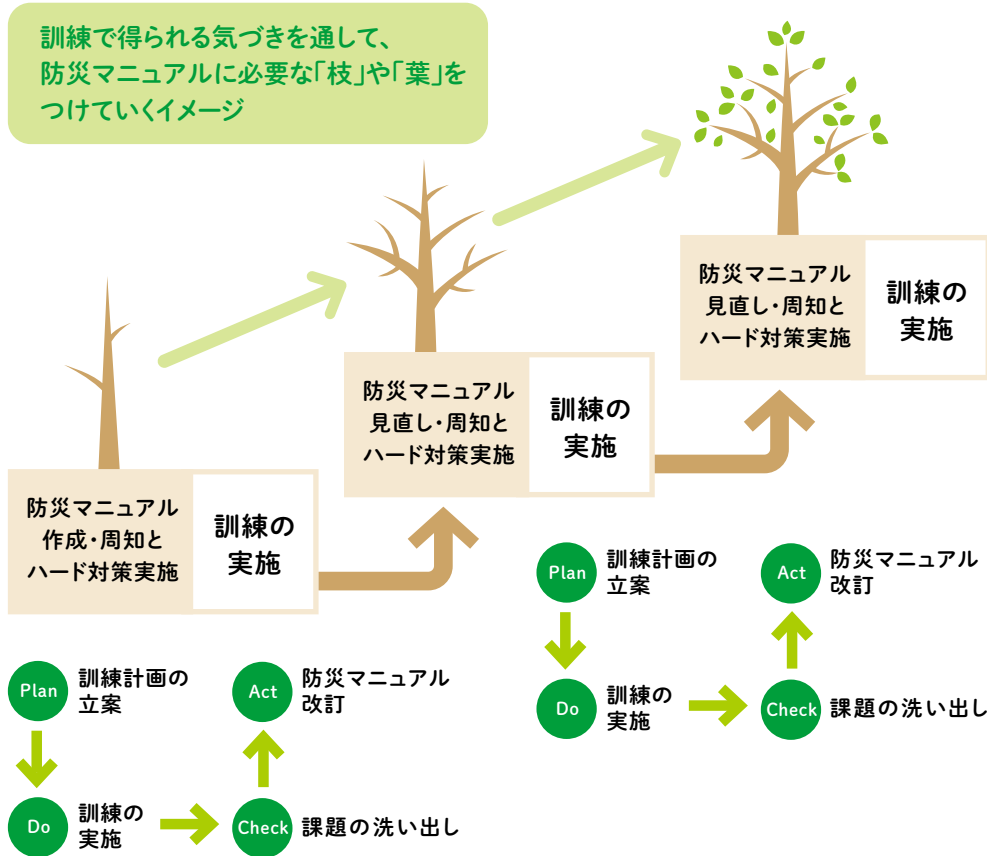 訓練で得られる気づきを通して、
防災マニュアルに必要な「枝」や「葉」を
つけていくイメージ
防災マニュアル
作成・周知と
ハード対策実施
訓練の
実施
防災マニュアル
見直し・周知と
ハード対策実施
訓練の
実施
防災マニュアル
見直し・周知と
ハード対策実施
訓練の
実施
Plan
訓練計画の
立案
Do
訓練の
実施
Check
課題の洗い出し
Act
防災マニュアル
改訂
Plan
訓練計画の
立案
Do
訓練の
実施
Check
課題の洗い出し
Act
防災マニュアル
改訂